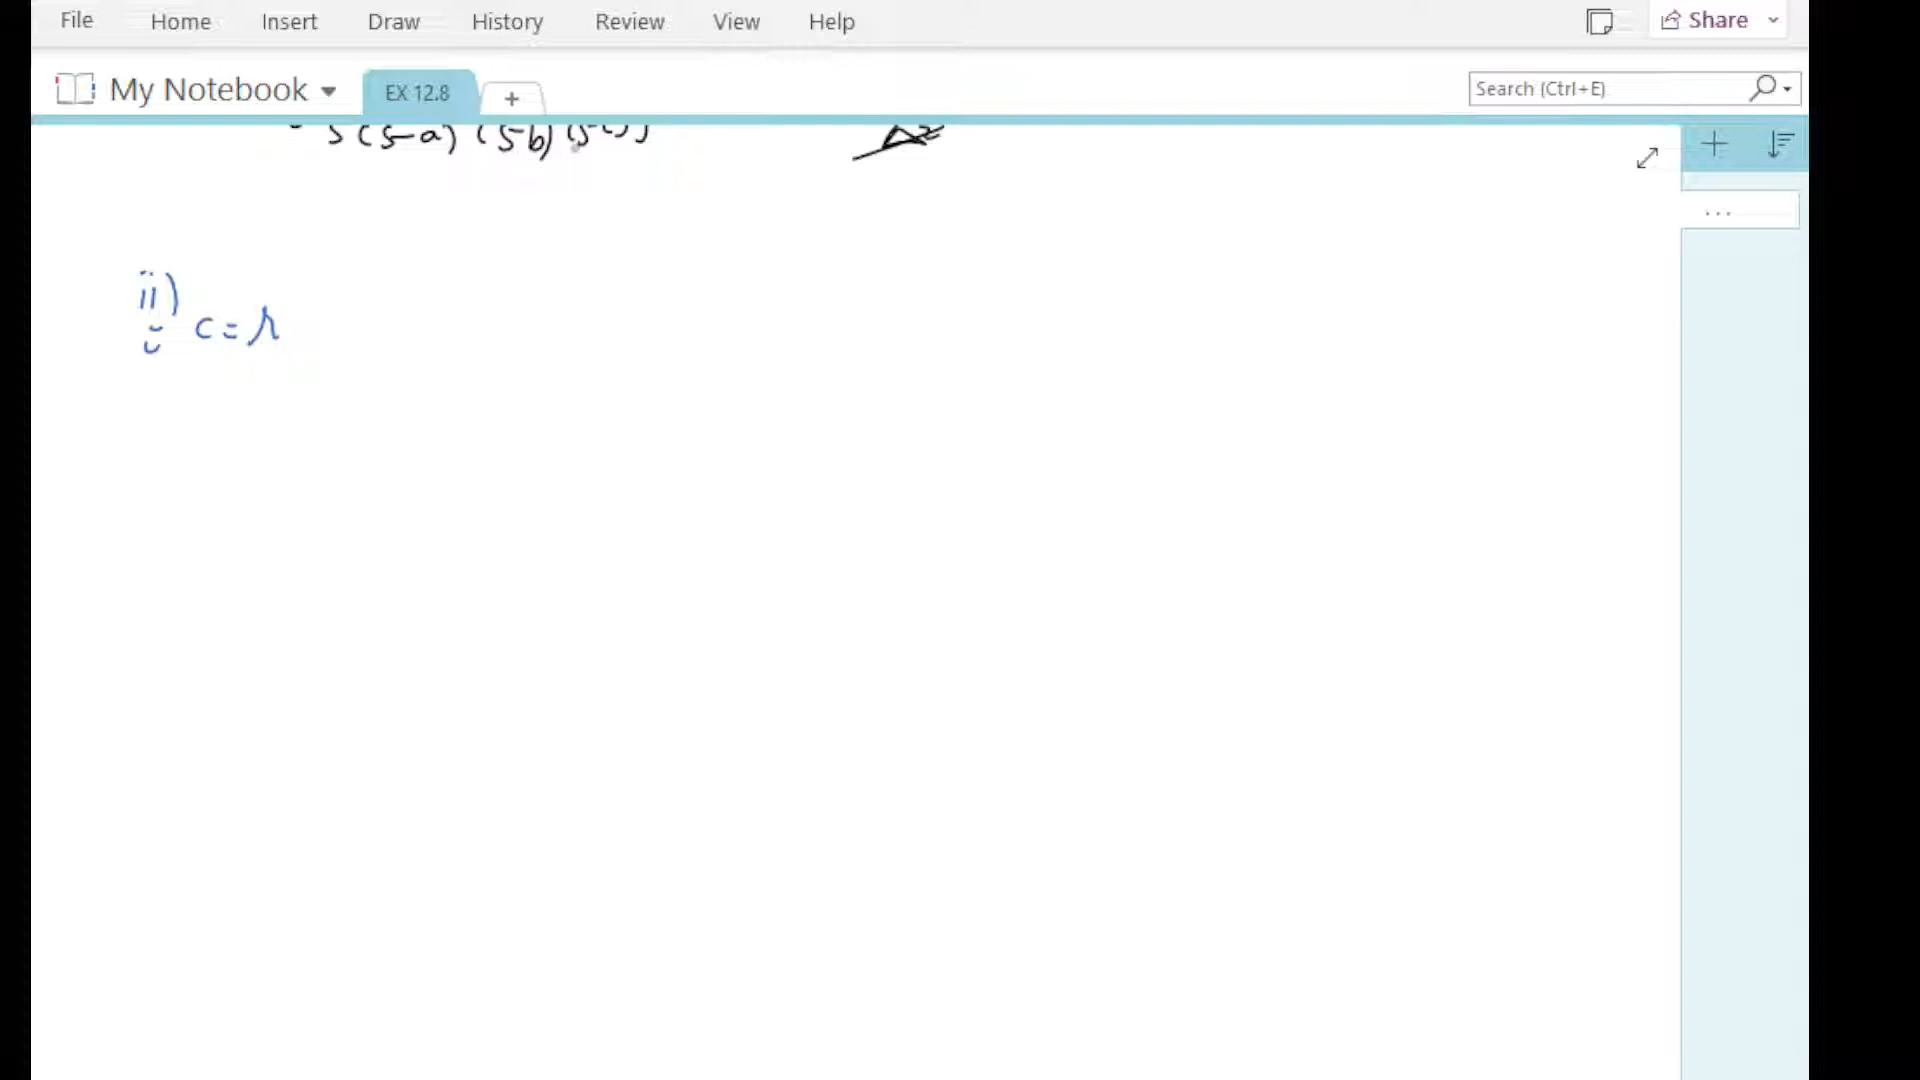 File Home Insert Draw History Review View Help Share
My Notebook EX 12.8 + Search (Ctrl+E)
s (s-a) (s-b) (s-c)
...
ii)
c = r